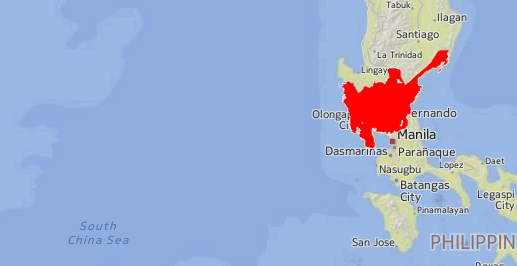 Tabuk
Ilagan
Santiago
La Trinidad
Lingay
Olongap
Ci
ernando
Manila
Dasmariñas
Parañaque
Nasugbu
Lopez
Daet
Batangas
City
Legaspi
City
Pinamalayan
South
China Sea
San Jose
PHILIPPIN
Roxas